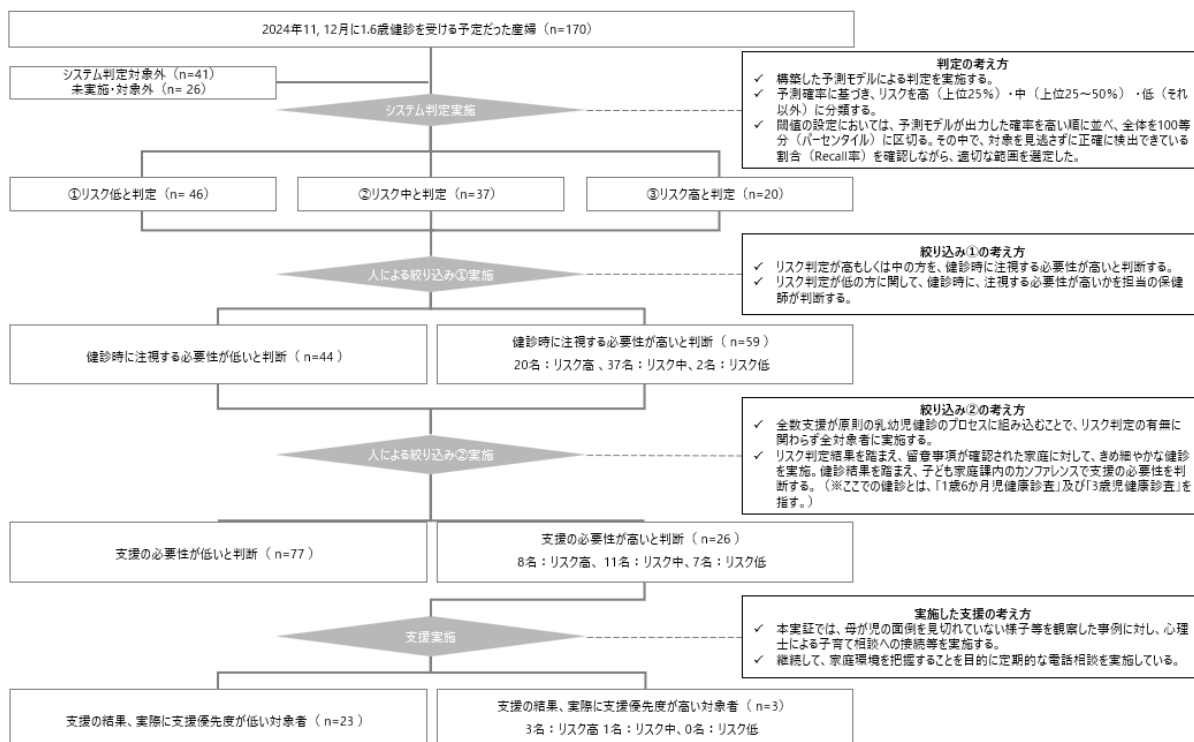 2024年11, 12月に1.6歳健診を受ける予定だった産婦（n=170）
システム判定対象外（n=41）
未実施・対象外（n= 26）
システム判定実施
判定の考え方
✓ 構築した予測モデルによる判定を実施する。
✓ 予測確率に基づき、リスクを高（上位25%）・中（上位25～50%）・低（それ
以外）に分類する。
✓ 閾値の設定においては、予測モデルが出力した確率を高い順に並べ、全体を100等
分（パーセンタイル）に区切る。その中で、対象を見逃さずに正確に検出できている
割合（Recall率）を確認しながら、適切な範囲を選定した。
①リスク低と判定（n= 46）
②リスク中と判定（n=37）
③リスク高と判定（n=20）
人による絞り込み①実施
絞り込み①の考え方
✓ リスク判定が高もしくは中の方を、健診時に注視する必要性が高いと判断する。
✓ リスク判定が低の方に関して、健診時に、注視する必要性が高いかを担当の保健
師が判断する。
健診時に注視する必要性が低いと判断（ n=44 ）
健診時に注視する必要性が高いと判断（ n=59）
20名：リスク高 、37名：リスク中、2名：リスク低
人による絞り込み②実施
絞り込み②の考え方
✓ 全数支援が原則の乳幼児健診のプロセスに組み込むことで、リスク判定の有無に
関わらず全対象者に実施する。
✓ リスク判定結果を踏まえ、留意事項が確認された家庭に対して、きめ細やかな健診
を実施。健診結果を踏まえ、子ども家庭課内のカンファレンスで支援の必要性を判
断する。（※ここでの健診とは、「1歳6か月児健康診査」及び「3歳児健康診査」を
指す。）
支援の必要性が低いと判断（ n=77 ）
支援の必要性が高いと判断（ n=26）
8名：リスク高、 11名：リスク中、7名：リスク低
支援実施
実施した支援の考え方
✓ 本実証では、母が児の面倒を見切れていない様子等を観察した事例に対し、心理
士による子育て相談への接続等を実施する。
✓ 継続して、家庭環境を把握することを目的に定期的な電話相談を実施している。
支援の結果、実際に支援優先度が低い対象者（ n=23 ）
支援の結果、実際に支援優先度が高い対象者（ n=3）
3名：リスク高 1名：リスク中、0名：リスク低